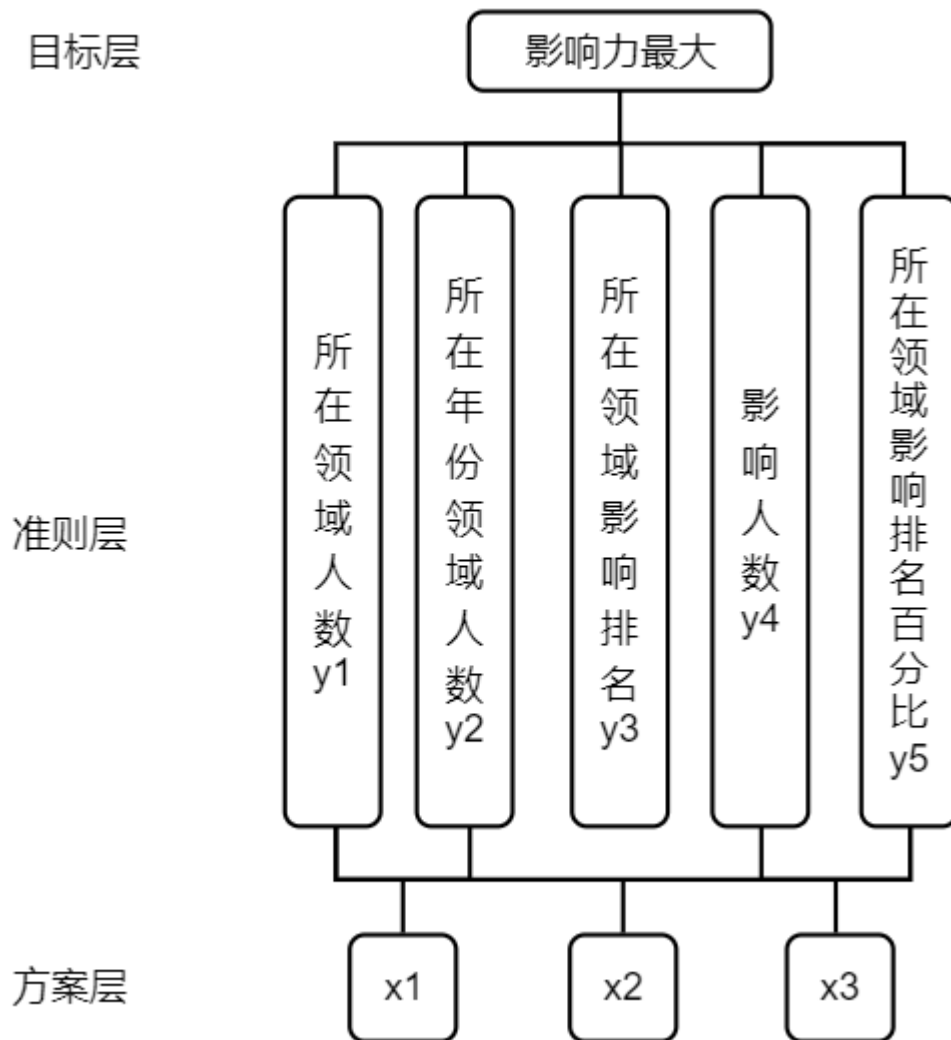 目标层
影响力最大
所在领域人数y1
所在年份领域人数y2
所在领域影响排名y3
影响人数y4
所在领域影响排名百分比y5
准则层
方案层
x1
x2
x3